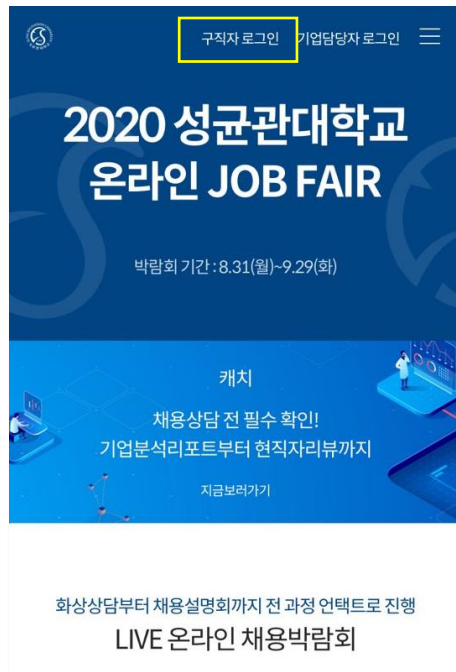 구직자 로그인 기업담당자 로그인
2020 성균관대학교
온라인 JOB FAIR
박람회 기간 : 8.31(월)~9.29(화)
캐치
채용상담 전 필수 확인!
기업분석리포트부터 현직자리뷰까지
지금보러가기
화상상담부터 채용설명회까지 전 과정 언택트로 진행
LIVE 온라인 채용박람회